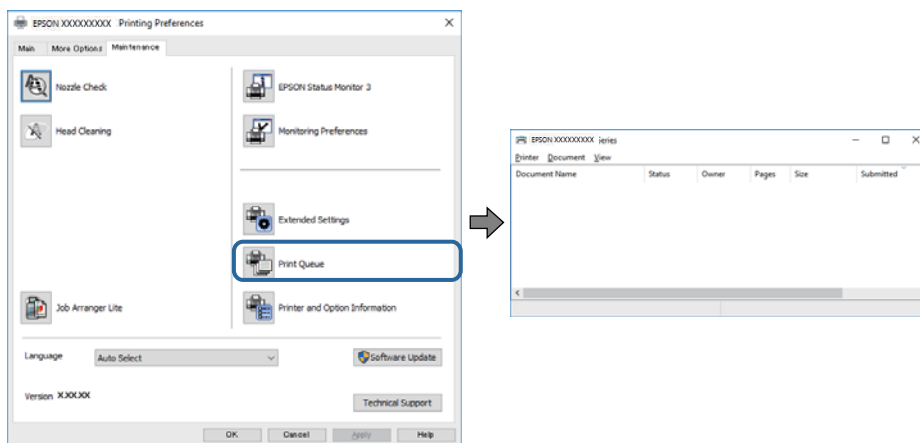 EPSON XXXXXXXXX Printing Preferences
Main More Options Maintenance
Nozzle Check
Head Cleaning
Job Arranger Lite
EPSON Status Monitor 3
Monitoring Preferences
Extended Settings
Print Queue
Printer and Option Information
Language Auto Select
Software Update
Version X.XX.XX
Technical Support
OK Cancel Apply Help
EPSON XXXXXXXXX ieries
Printer Document View
Document Name Status Owner Pages Size Submitted